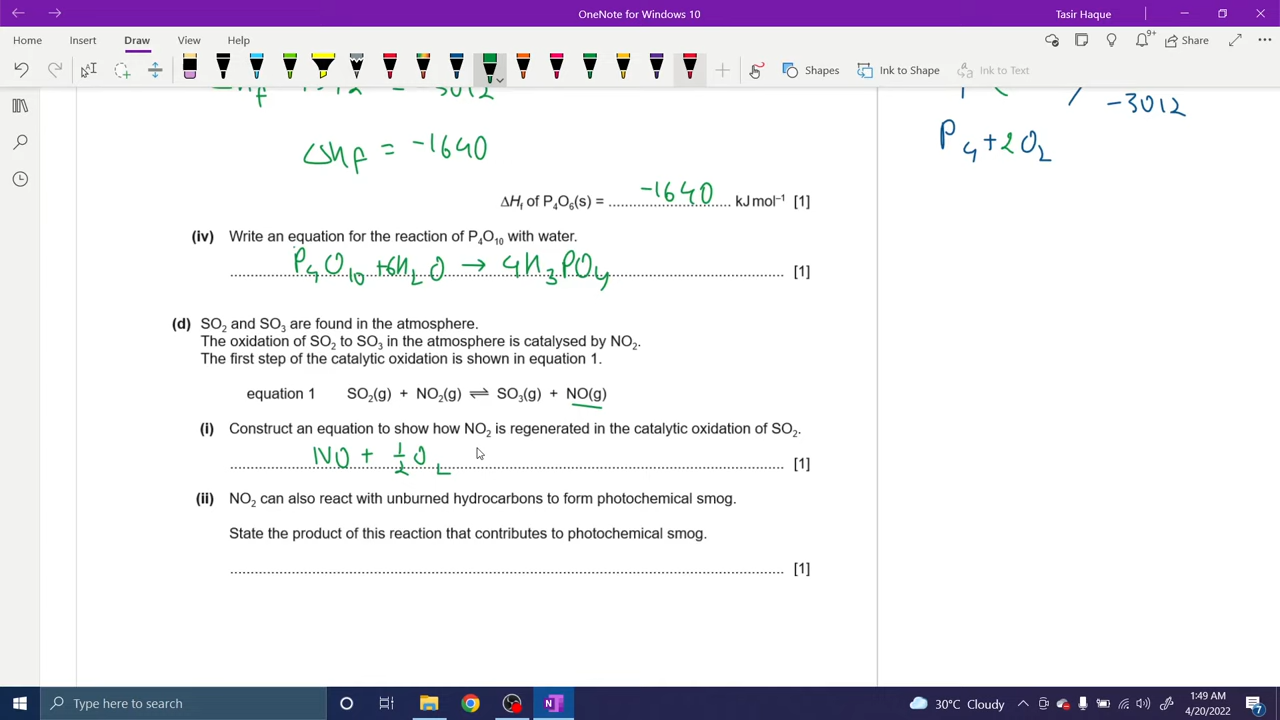 OneNote for Windows 10
Tasir Haque
Home Insert Draw View Help
9+
Share
Shapes
Ink to Shape
Ink to Text
-3012
-3012
ΔHf = -1640
P4 + 2O2
ΔHf of P4O6(s) = -1640 kJ mol⁻¹ [1]
(iv) Write an equation for the reaction of P4O10 with water.
P4O10 + 6H2O → 4H3PO4 [1]
(d) SO2 and SO3 are found in the atmosphere.
The oxidation of SO2 to SO3 in the atmosphere is catalysed by NO2.
The first step of the catalytic oxidation is shown in equation 1.
equation 1 SO2(g) + NO2(g) ⇌ SO3(g) + NO(g)
(i) Construct an equation to show how NO2 is regenerated in the catalytic oxidation of SO2.
NO + 1/2 O2 [1]
(ii) NO2 can also react with unburned hydrocarbons to form photochemical smog.
State the product of this reaction that contributes to photochemical smog.
[1]
Type here to search
30°C Cloudy
1:49 AM
4/20/2022
7